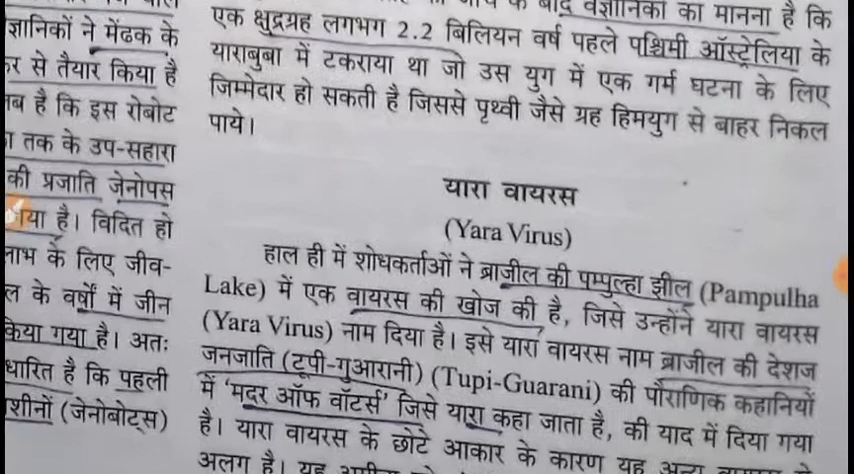 ज्ञानिकों ने मेंढक के
र से तैयार किया है
ब है कि इस रोबोट
तक के उप-सहारा
की प्रजाति जेनोपस
या है। विदित हो
लाभ के लिए जीव-
ल के वर्षों में जीन
किया गया है। अतः
धारित है कि पहली
शीनों (जेनोबोट्स)
के बाद वैज्ञानिकों का मानना है कि
एक क्षुद्रग्रह लगभग 2.2 बिलियन वर्ष पहले पश्चिमी ऑस्ट्रेलिया के
याराबुबा में टकराया था जो उस युग में एक गर्म घटना के लिए
जिम्मेदार हो सकती है जिससे पृथ्वी जैसे ग्रह हिमयुग से बाहर निकल
पाये।
यारा वायरस
(Yara Virus)
हाल ही में शोधकर्ताओं ने ब्राजील की पम्पुल्हा झील (Pampulha
Lake) में एक वायरस की खोज की है, जिसे उन्होंने यारा वायरस
(Yara Virus) नाम दिया है। इसे यारा वायरस नाम ब्राजील की देशज
जनजाति (टूपी-गुआरानी) (Tupi-Guarani) की पौराणिक कहानियों
में ‘मदर ऑफ वॉटर्स’ जिसे यारा कहा जाता है, की याद में दिया गया
है। यारा वायरस के छोटे आकार के कारण यह अन्य
अलग है। यह